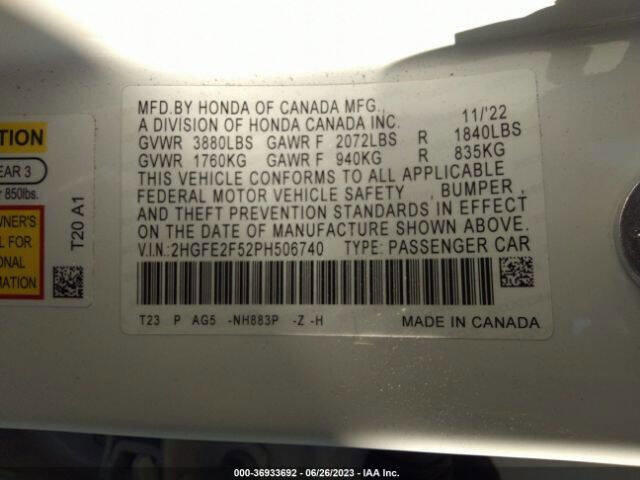 MFD.BY HONDA OF CANADA MFG., 11/'22
A DIVISION OF HONDA CANADA INC.
GVWR 3880LBS GAWR F 2072LBS R 1840LBS
GVWR 1760KG GAWR F 940KG R 835KG
THIS VEHICLE CONFORMS TO ALL APPLICABLE
FEDERAL MOTOR VEHICLE SAFETY , BUMPER ,
AND THEFT PREVENTION STANDARDS IN EFFECT
ON THE DATE OF MANUFACTURE SHOWN ABOVE.
V.I.N.:2HGFE2F52PH506740 TYPE: PASSENGER CAR
T23 P AG5 -NH883P -Z -H MADE IN CANADA
TION
EAR 3
r 850lbs.
WNER'S
L FOR
ONAL
MATION
T20 A1
000-36933692 - 06/26/2023 - IAA Inc.